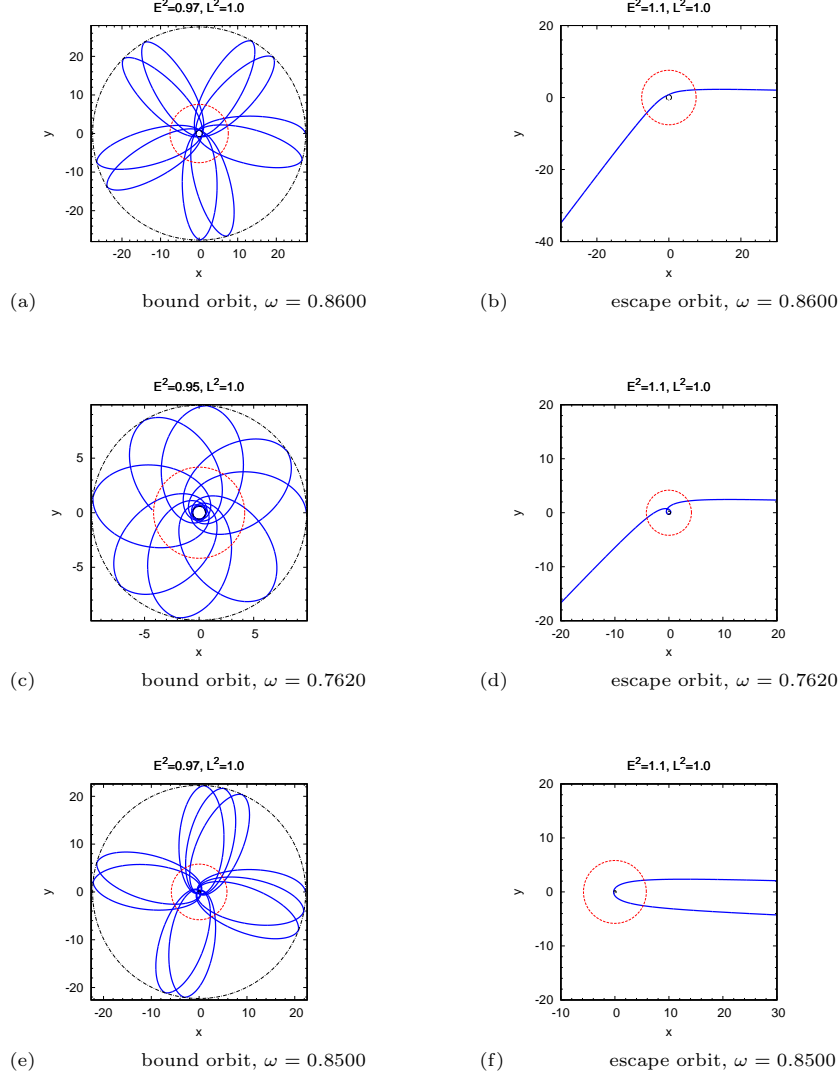 E²=0.97, L²=1.0
y
20
10
0
-10
-20
-20 -10 0 10 20
x
(a) bound orbit, ω = 0.8600
E²=1.1, L²=1.0
y
20
0
-20
-40
-20 0 20
x
(b) escape orbit, ω = 0.8600
E²=0.95, L²=1.0
y
5
0
-5
-5 0 5
x
(c) bound orbit, ω = 0.7620
E²=1.1, L²=1.0
y
20
10
0
-10
-20
-20 -10 0 10 20
x
(d) escape orbit, ω = 0.7620
E²=0.97, L²=1.0
y
20
10
0
-10
-20
-20 -10 0 10 20
x
(e) bound orbit, ω = 0.8500
E²=1.1, L²=1.0
y
20
10
0
-10
-20
-10 0 10 20 30
x
(f) escape orbit, ω = 0.8500